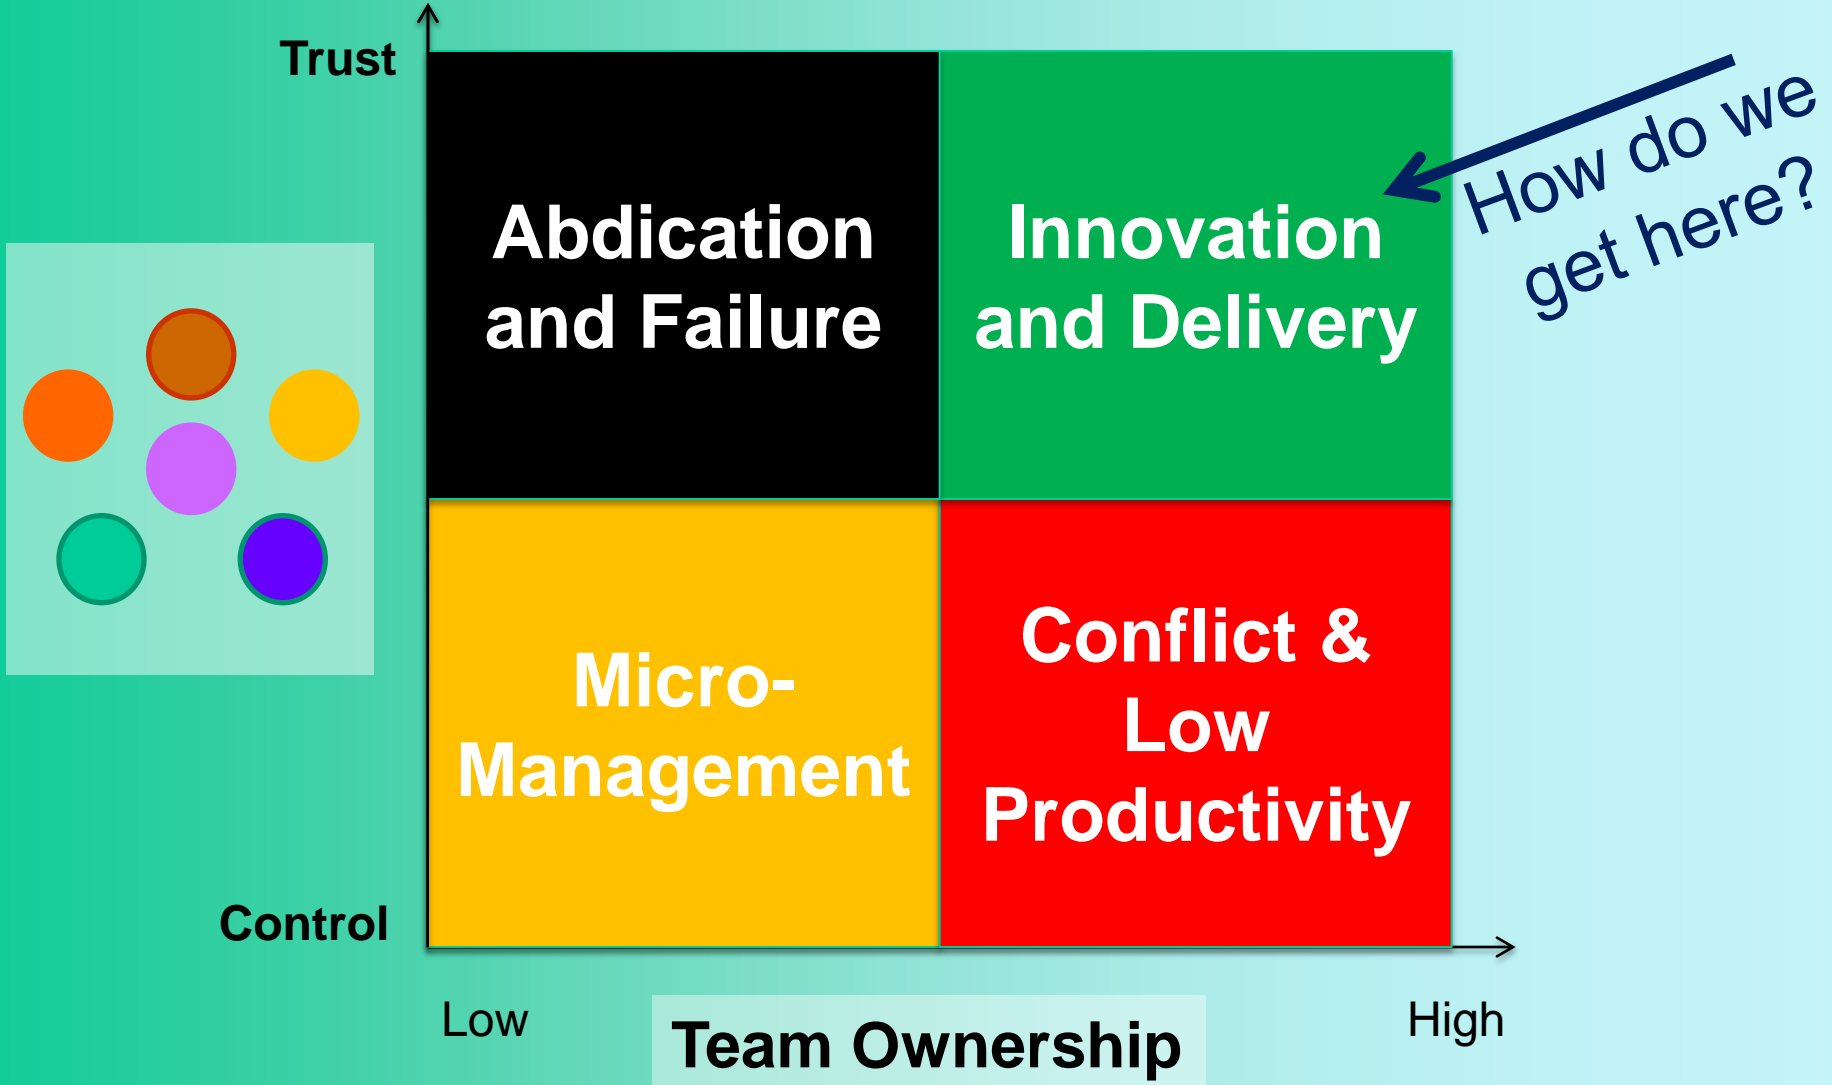 Trust
Abdication
and Failure
Innovation
and Delivery
How do we
get here?
Micro-
Management
Conflict &
Low
Productivity
Control
Low
High
Team Ownership